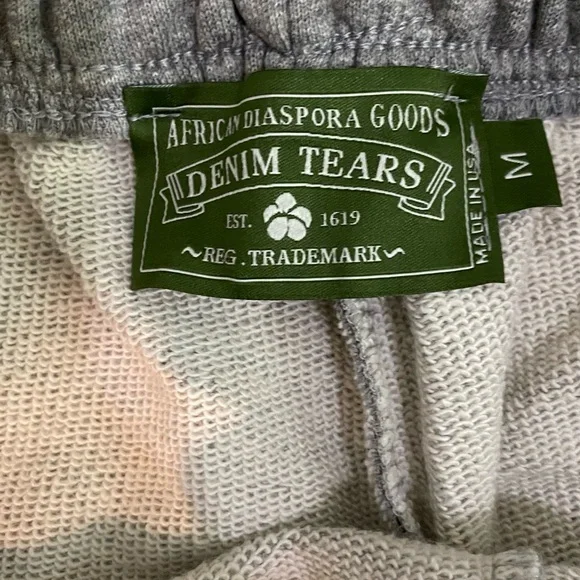 AFRICAN DIASPORA GOODS
DENIM TEARS
EST. 1619
~REG. TRADEMARK~
MADE IN USA
M